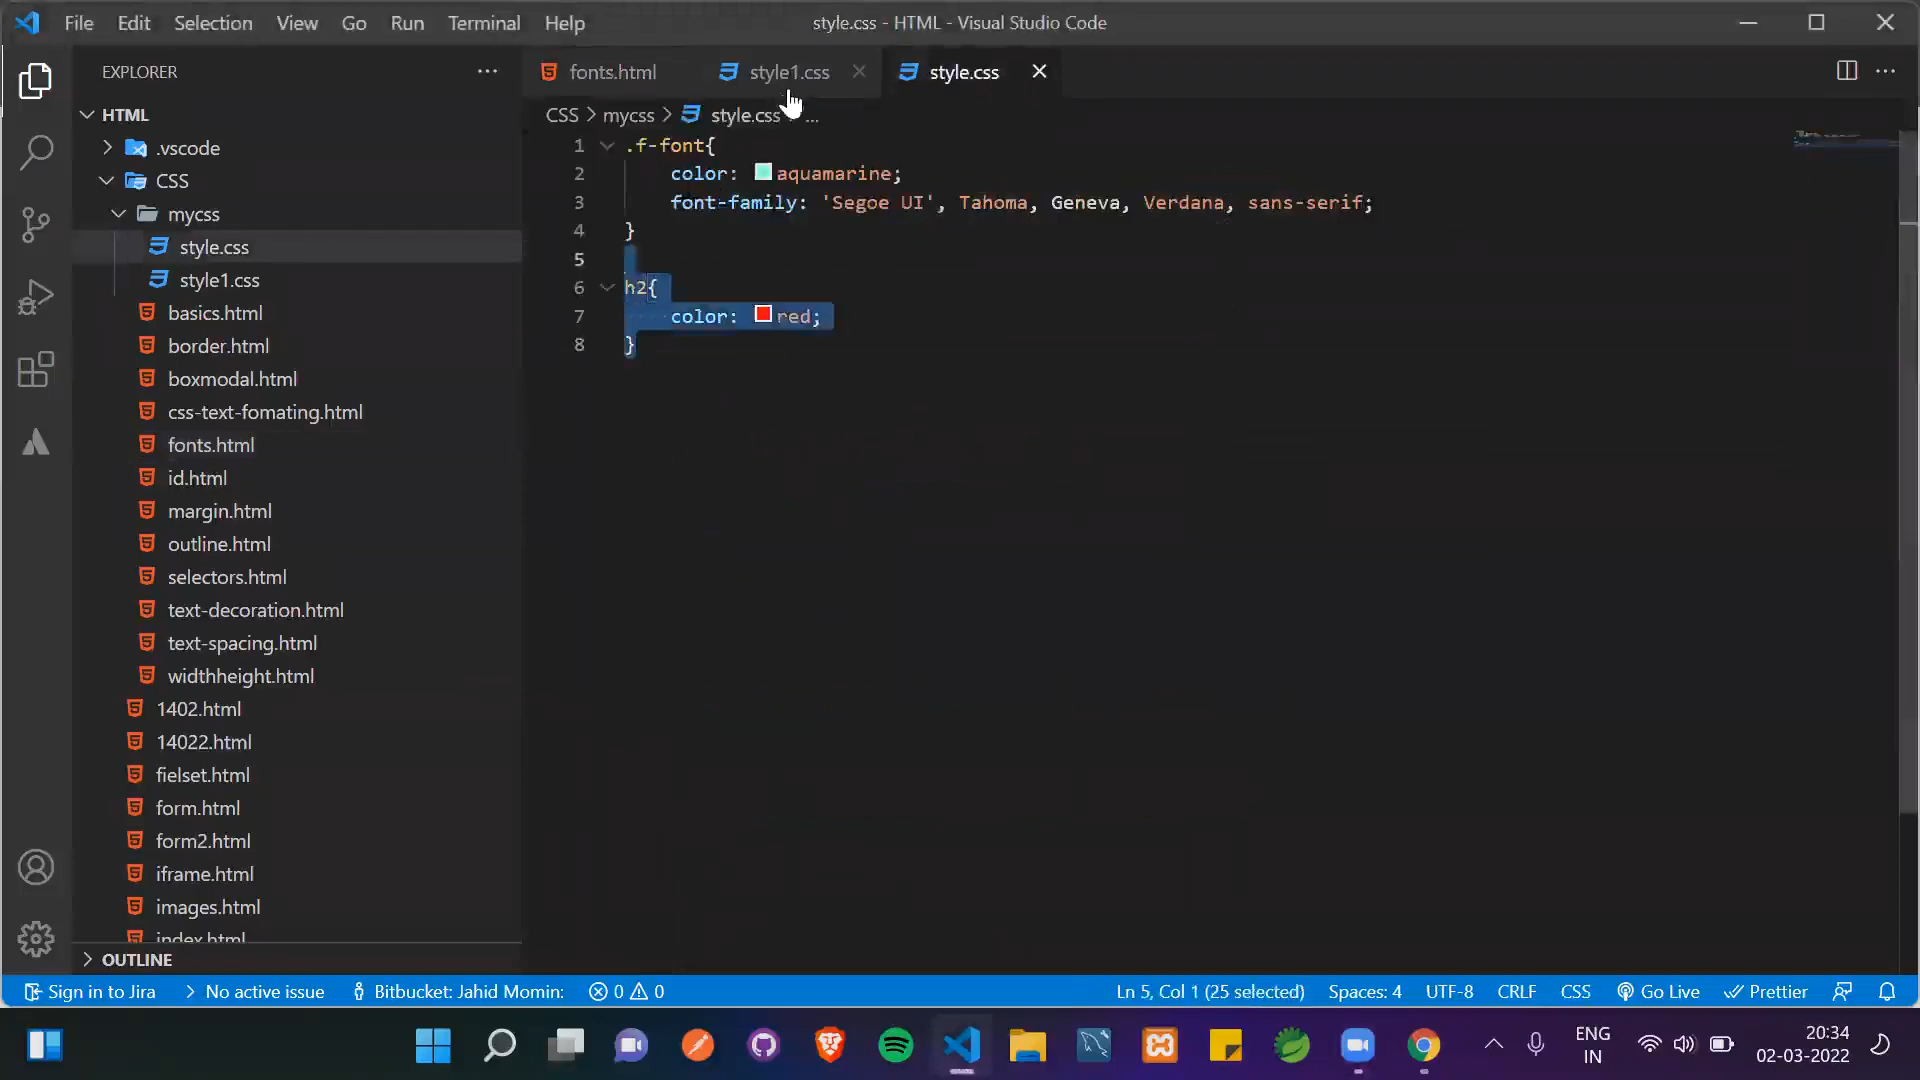 File Edit Selection View Go Run Terminal Help
style.css - HTML - Visual Studio Code
EXPLORER
HTML
.vscode
CSS
mycss
style.css
style1.css
basics.html
border.html
boxmodal.html
css-text-fomating.html
fonts.html
id.html
margin.html
outline.html
selectors.html
text-decoration.html
text-spacing.html
widthheight.html
1402.html
14022.html
fielset.html
form.html
form2.html
iframe.html
images.html
index.html
OUTLINE
fonts.html style1.css style.css
CSS > mycss > style.css > ...
1 .f-font{
2 color: aquamarine;
3 font-family: 'Segoe UI', Tahoma, Geneva, Verdana, sans-serif;
4 }
5
6 h2{
7 color: red;
8 }
Sign in to Jira No active issue Bitbucket: Jahid Momin: 0 0 Ln 5, Col 1 (25 selected) Spaces: 4 UTF-8 CRLF CSS Go Live Prettier
ENG
IN
20:34
02-03-2022